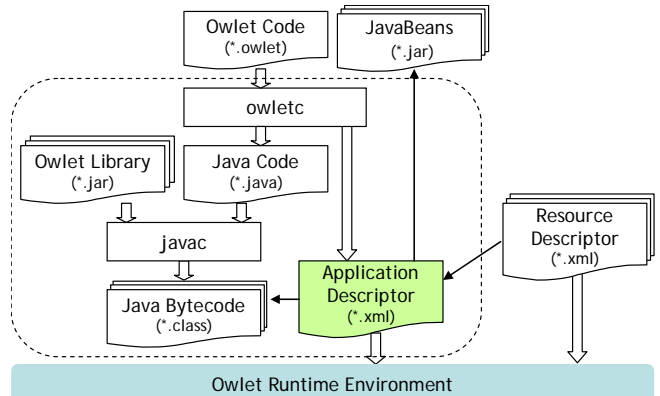 Owlet Code
(*.owlet)
JavaBeans
(*.jar)
owletc
Owlet Library
(*.jar)
Java Code
(*.java)
Resource
Descriptor
(*.xml)
javac
Application
Descriptor
(*.xml)
Java Bytecode
(*.class)
Owlet Runtime Environment